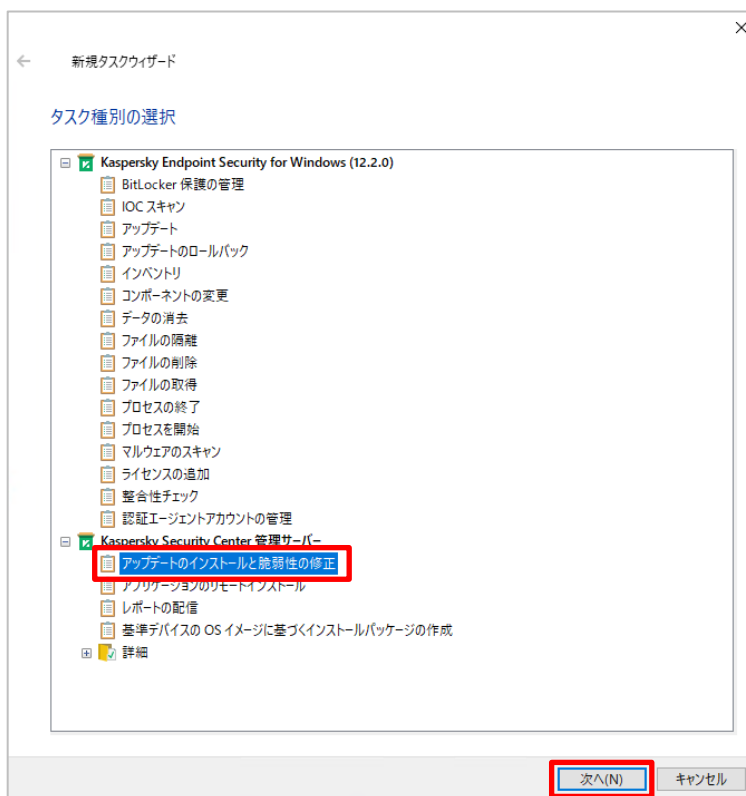 新規タスクウィザード
タスク種別の選択
Kaspersky Endpoint Security for Windows (12.2.0)
BitLocker 保護の管理
IOC スキャン
アップデート
アップデートのロールバック
インベントリ
コンポーネントの変更
データの消去
ファイルの隔離
ファイルの削除
ファイルの取得
プロセスの終了
プロセスを開始
マルウェアのスキャン
ライセンスの追加
整合性チェック
認証エージェントアカウントの管理
Kaspersky Security Center 管理サーバー
アップデートのインストールと脆弱性の修正
アプリケーションのリモートインストール
レポートの配信
基準デバイスの OS イメージに基づくインストールパッケージの作成
詳細
次へ(N) キャンセル